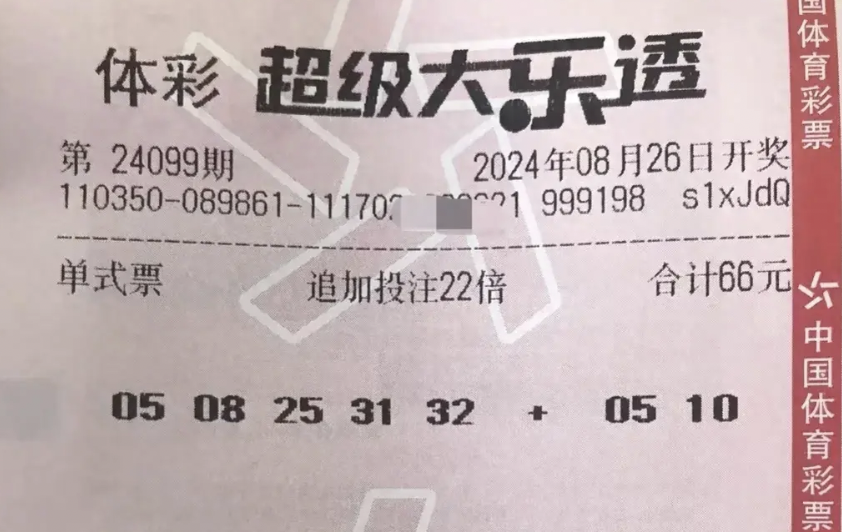 体彩 超级大乐透
第 24099期 2024年08月26日开奖
110350-089861-11170 999198 s1xJdQ
单式票 追加投注22倍 合计66元
05 08 25 31 32 + 05 10
国体育彩票
中国体育彩票